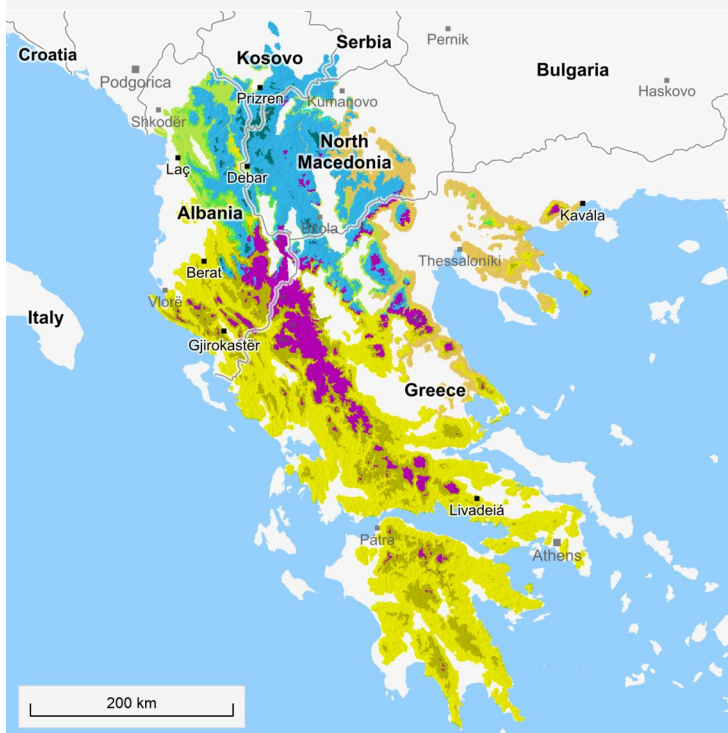 Croatia
Serbia
Pernik
Kosovo
Podgorica
Bulgaria
Haskovo
Prizren
Kumanovo
Shkodër
North
Macedonia
Laç
Debar
Albania
Kavála
Bitola
Berat
Thessaloníki
Vlorë
Italy
Gjirokastër
Greece
Livadeiá
Pátra
Athens
200 km